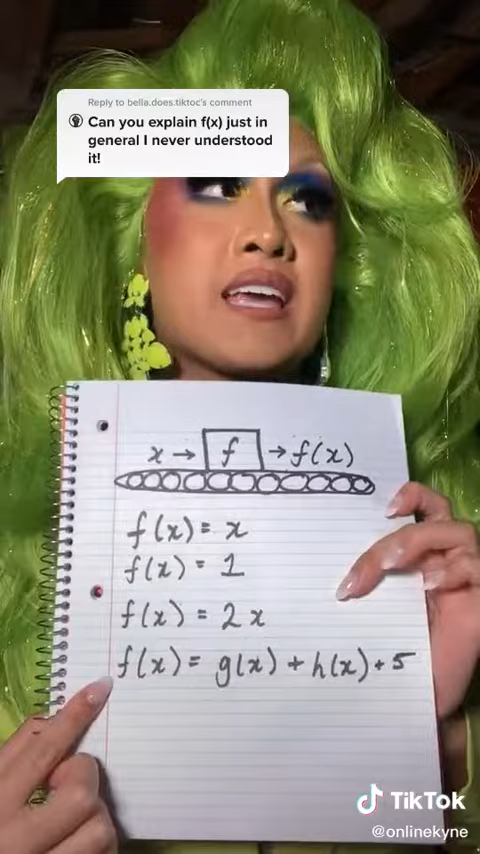 Reply to bella.does.tiktoc's comment
Can you explain f(x) just in
general I never understood
it!
x → f → f(x)
f(x) = x
f(x) = 1
f(x) = 2x
f(x) = g(x) + h(x) + 5
TikTok
@onlinekyne